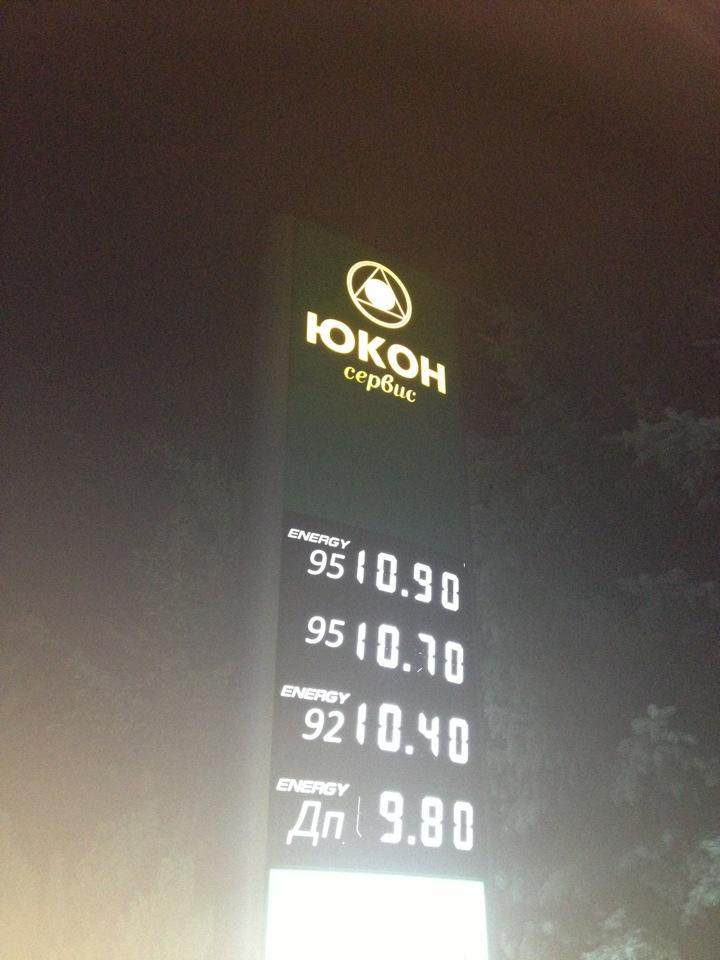 ЮКОН
сервис
ENERGY
95 10.90
95 10.70
ENERGY
92 10.40
ENERGY
Дп 9.80